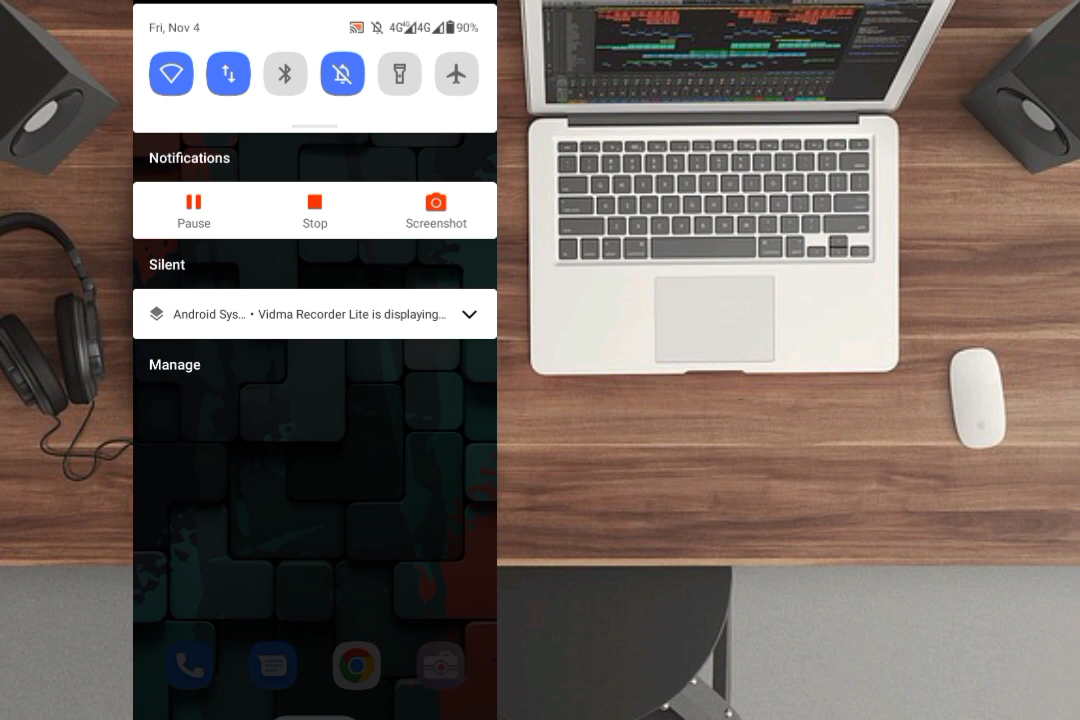 Fri, Nov 4
4G 4G 4G 90%
Notifications
Pause Stop Screenshot
Silent
Android Sys... • Vidma Recorder Lite is displaying...
Manage